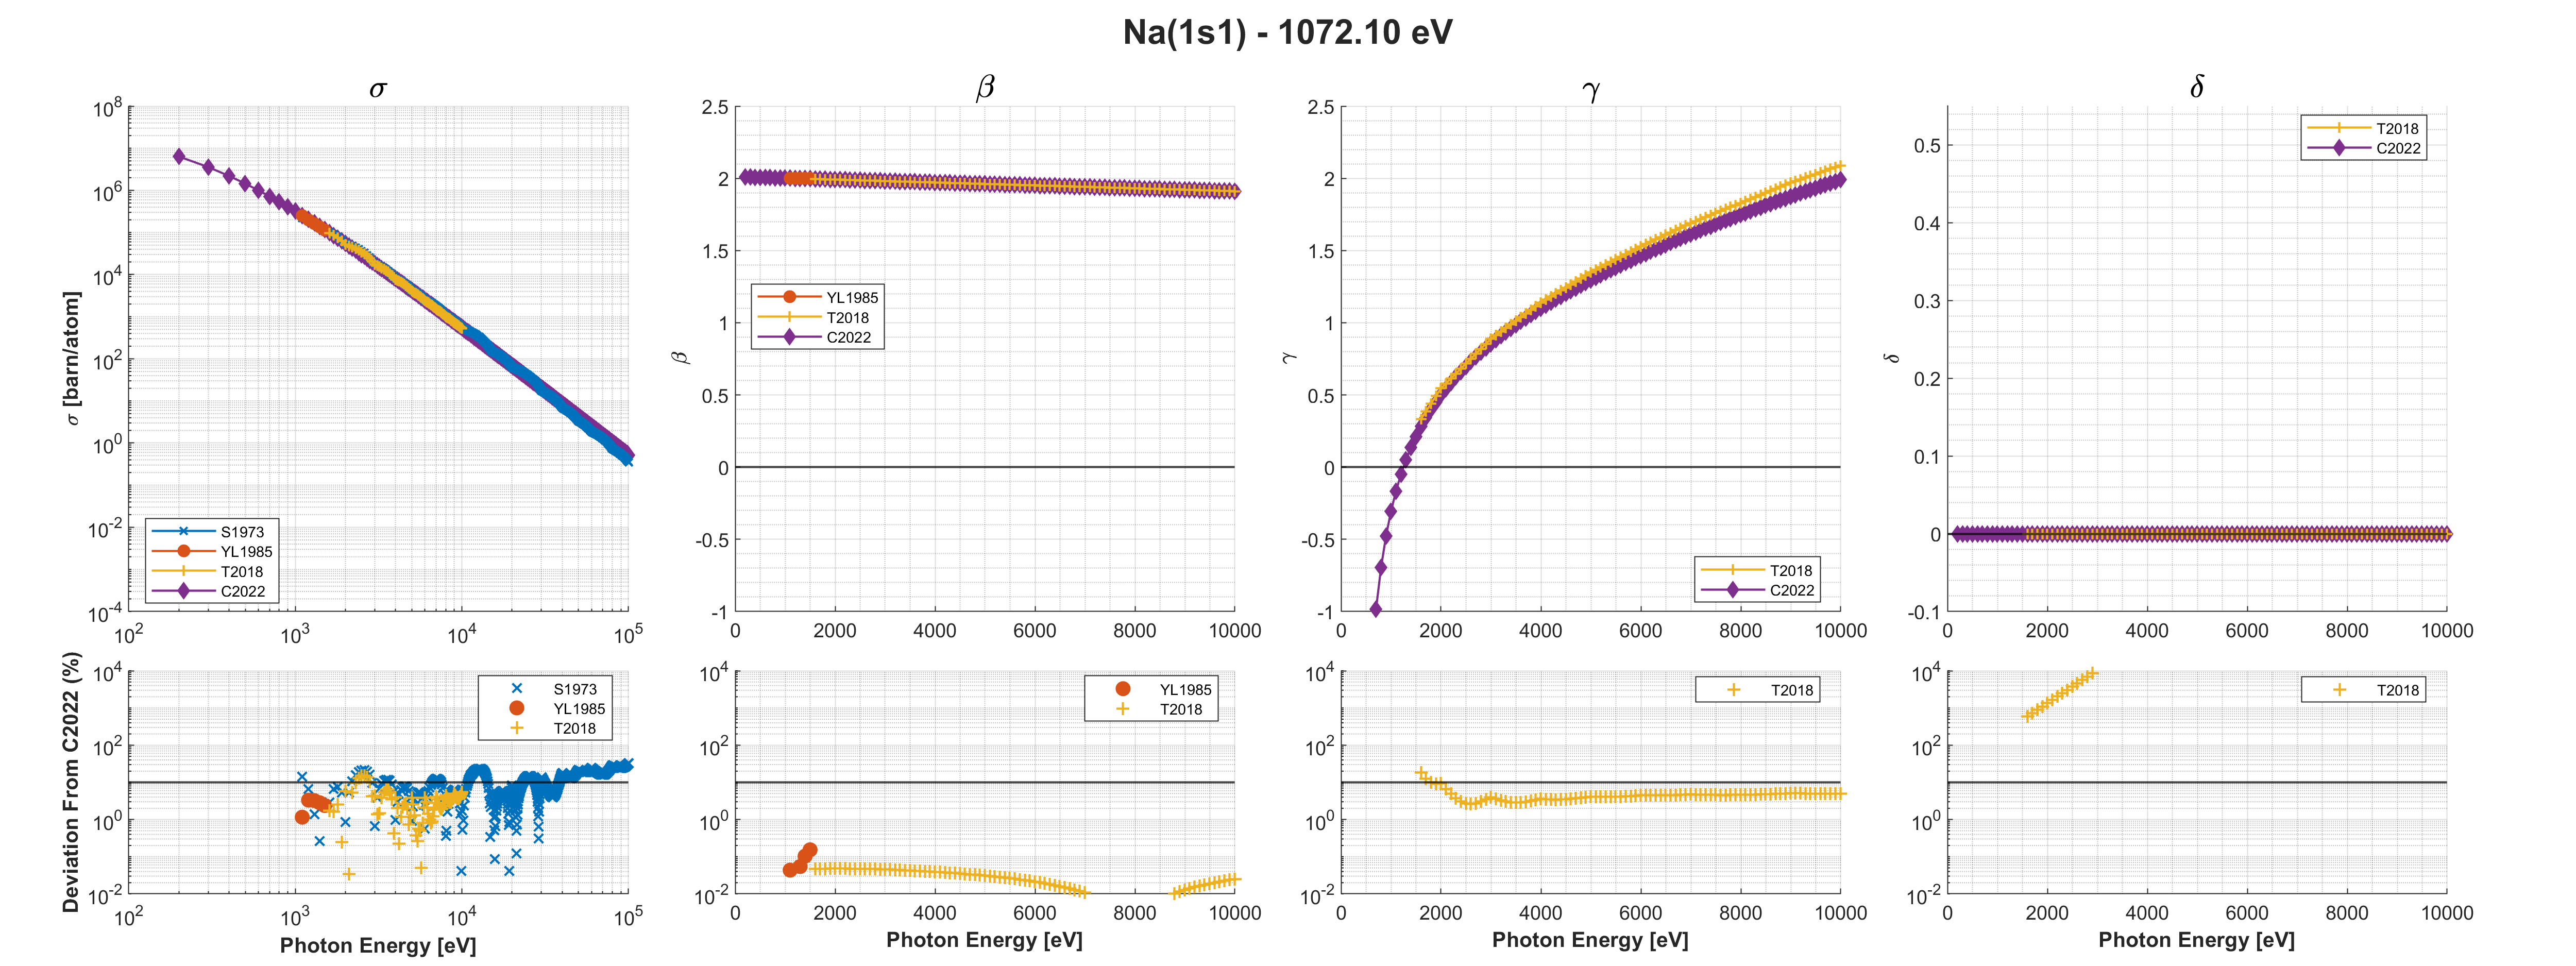 Na(1s1) - 1072.10 eV
σ
σ [barn/atom]
10^8
10^6
10^4
10^2
10^0
10^-2
10^-4
10^2
10^3
10^4
10^5
S1973
YL1985
T2018
C2022
β
β
2.5
2
1.5
1
0.5
0
-0.5
-1
0
2000
4000
6000
8000
10000
YL1985
T2018
C2022
γ
γ
2.5
2
1.5
1
0.5
0
-0.5
-1
0
2000
4000
6000
8000
10000
T2018
C2022
δ
δ
0.5
0.4
0.3
0.2
0.1
0
-0.1
0
2000
4000
6000
8000
10000
T2018
C2022
Deviation From C2022 (%)
10^4
10^2
10^0
10^-2
10^2
10^3
10^4
10^5
S1973
YL1985
T2018
Photon Energy [eV]
10^4
10^2
10^0
10^-2
0
2000
4000
6000
8000
10000
YL1985
T2018
Photon Energy [eV]
10^4
10^2
10^0
10^-2
0
2000
4000
6000
8000
10000
T2018
Photon Energy [eV]
10^4
10^2
10^0
10^-2
0
2000
4000
6000
8000
10000
T2018
Photon Energy [eV]